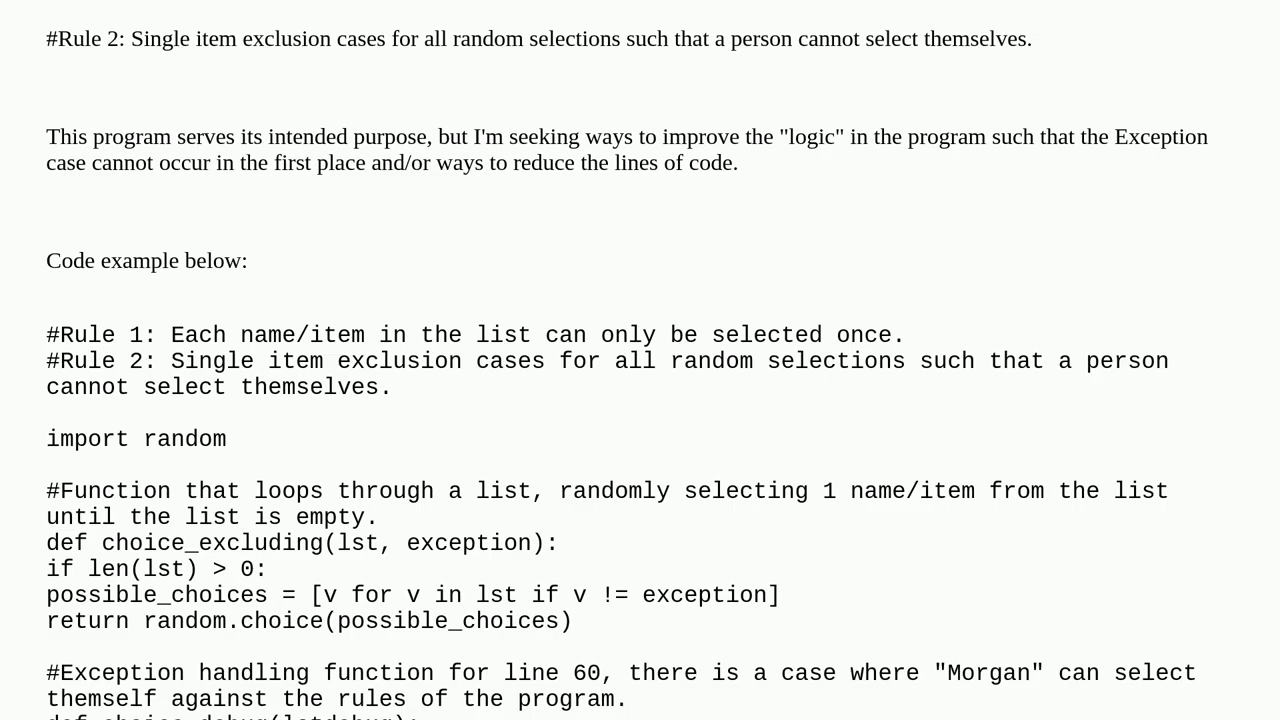 #Rule 2: Single item exclusion cases for all random selections such that a person cannot select themselves.
This program serves its intended purpose, but I'm seeking ways to improve the "logic" in the program such that the Exception
case cannot occur in the first place and/or ways to reduce the lines of code.
Code example below:
#Rule 1: Each name/item in the list can only be selected once.
#Rule 2: Single item exclusion cases for all random selections such that a person
cannot select themselves.
import random
#Function that loops through a list, randomly selecting 1 name/item from the list
until the list is empty.
def choice_excluding(lst, exception):
if len(lst) > 0:
possible_choices = [v for v in lst if v != exception]
return random.choice(possible_choices)
#Exception handling function for line 60, there is a case where "Morgan" can select
themself against the rules of the program.